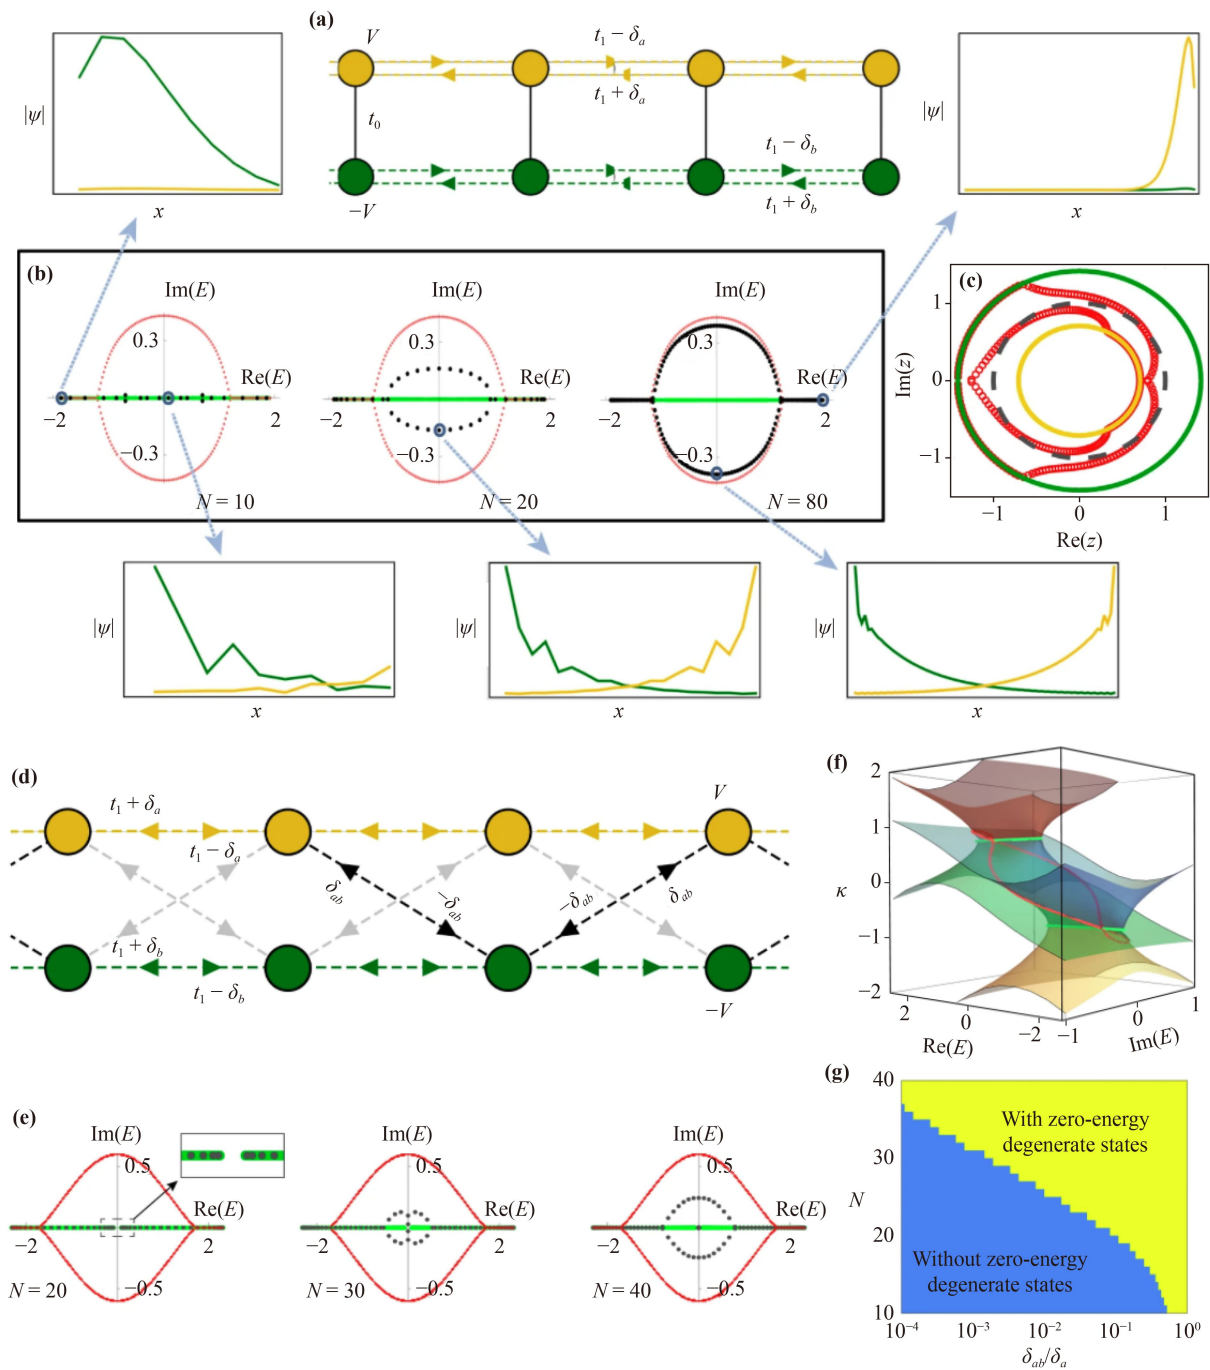 (a)
V
t₁ − δₐ
t₁ + δₐ
|ψ|
t₀
|ψ|
t₁ − δ_b
t₁ + δ_b
x
−V
x
(b)
Im(E)
Im(E)
Im(E)
0.3
0.3
0.3
Re(E)
Re(E)
Re(E)
−2
2
−2
2
−2
2
−0.3
−0.3
−0.3
N = 10
N = 20
N = 80
(c)
1
0
−1
Im(z)
−1
0
1
Re(z)
|ψ|
|ψ|
|ψ|
x
x
x
(d)
t₁ + δₐ
V
t₁ − δₐ
δ_ab
−δ_ab
−δ_ab
δ_ab
t₁ + δ_b
t₁ − δ_b
−V
(f)
2
1
κ
0
−1
−2
2
0
−2
−1
0
1
Re(E)
Im(E)
(e)
Im(E)
Im(E)
Im(E)
0.5
0.5
0.5
Re(E)
Re(E)
Re(E)
−2
2
−2
2
−2
2
−0.5
−0.5
−0.5
N = 20
N = 30
N = 40
(g)
40
With zero-energy
degenerate states
30
N
20
Without zero-energy
degenerate states
10
10⁻⁴
10⁻³
10⁻²
10⁻¹
10⁰
δ_ab/δₐ